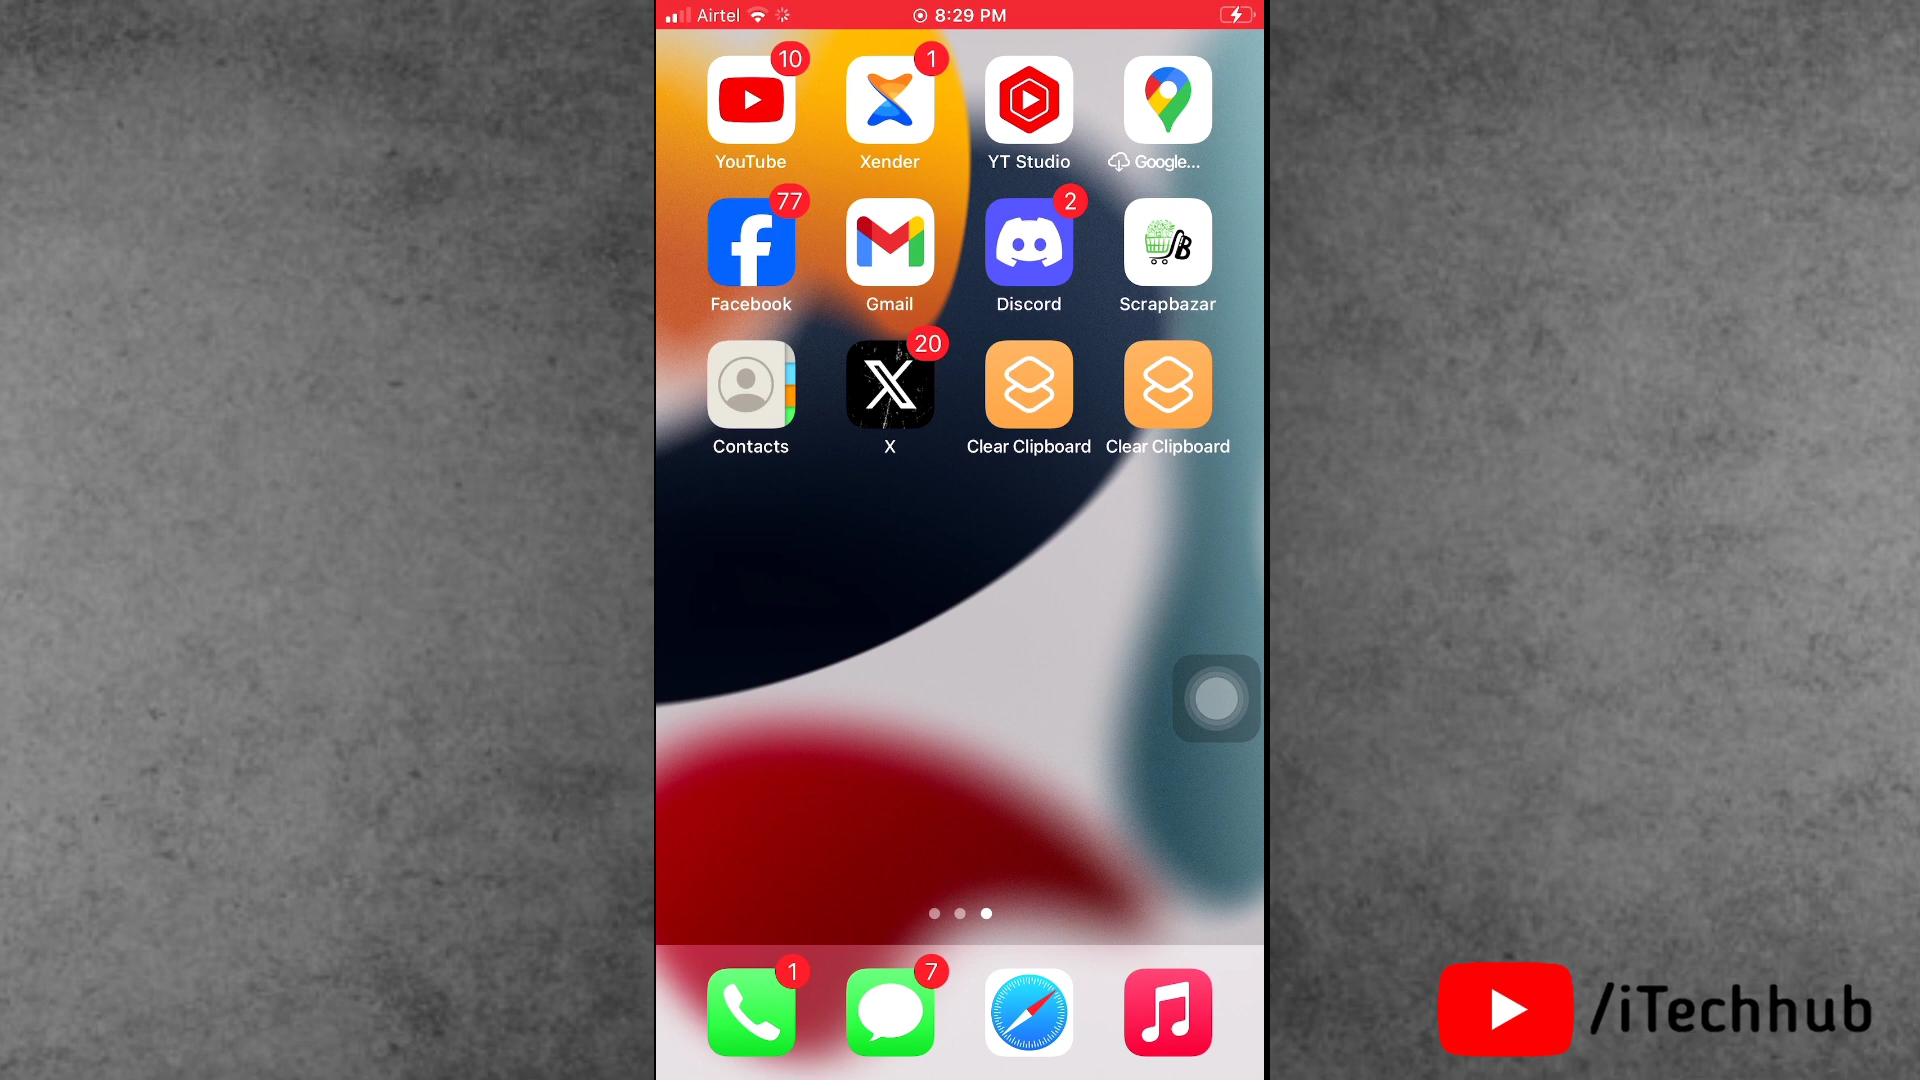 Airtel 8:29 PM
10 1
YouTube Xender YT Studio Google...
77 2
Facebook Gmail Discord Scrapbazar
20
Contacts X Clear Clipboard Clear Clipboard
1 7
/iTechhub